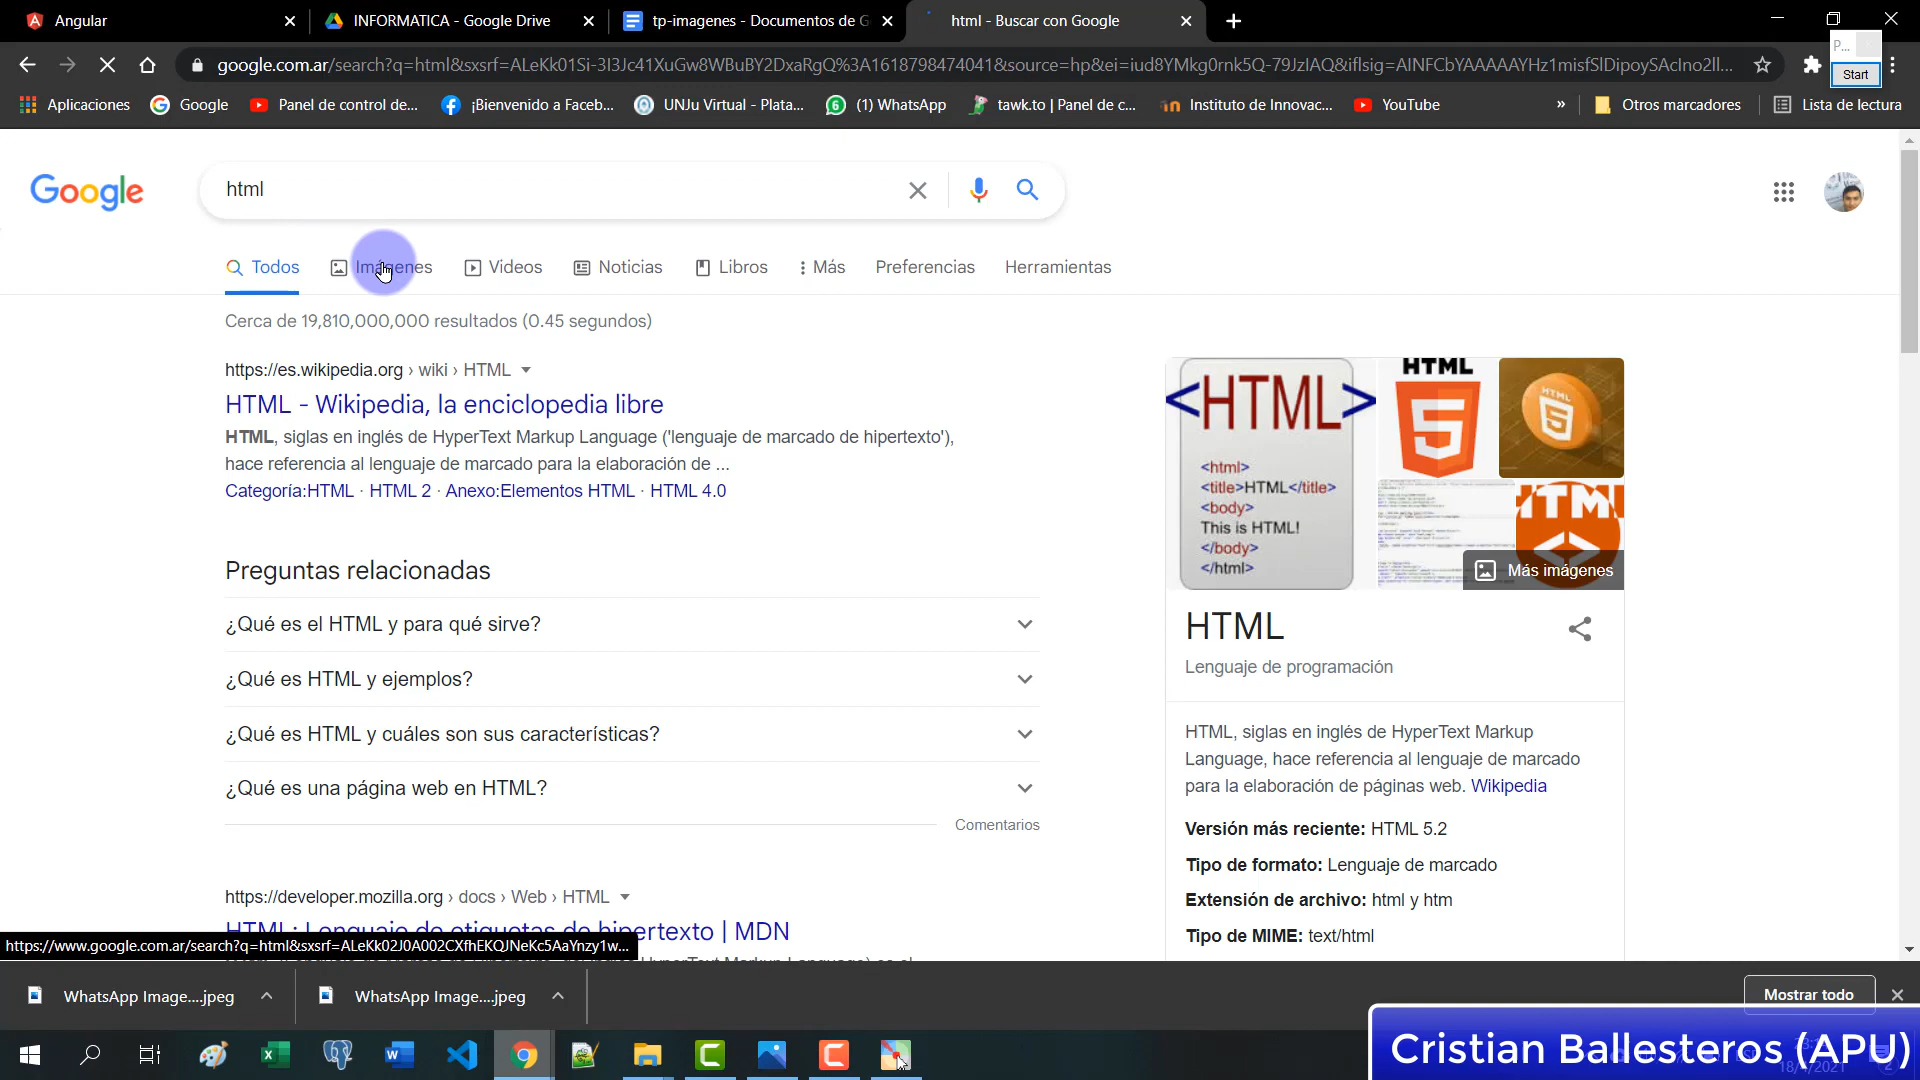 Angular
INFORMATICA - Google Drive
tp-imagenes - Documentos de G
html - Buscar con Google
P...
Start
google.com.ar/search?q=html&sxsrf=ALeKk01Si-3I3Jc41XuGw8WBuBY2DxaRgQ%3A1618798474041&source=hp&ei=iud8YMkg0rnk5Q-79JzIAQ&iflsig=AINFCbYAAAAAYHz1misfSlDipoySAcIno2ll...
Aplicaciones
Google
Panel de control de...
¡Bienvenido a Faceb...
UNJu Virtual - Plata...
(1) WhatsApp
tawk.to | Panel de c...
Instituto de Innovac...
YouTube
»
Otros marcadores
Lista de lectura
Google
html
Todos
Imágenes
Videos
Noticias
Libros
Más
Preferencias
Herramientas
Cerca de 19,810,000,000 resultados (0.45 segundos)
https://es.wikipedia.org › wiki › HTML
HTML - Wikipedia, la enciclopedia libre
HTML, siglas en inglés de HyperText Markup Language ('lenguaje de marcado de hipertexto'),
hace referencia al lenguaje de marcado para la elaboración de ...
Categoría:HTML · HTML 2 · Anexo:Elementos HTML · HTML 4.0
Preguntas relacionadas
¿Qué es el HTML y para qué sirve?
¿Qué es HTML y ejemplos?
¿Qué es HTML y cuáles son sus características?
¿Qué es una página web en HTML?
Comentarios
https://developer.mozilla.org › docs › Web › HTML
HTML: Lenguaje de etiquetas de hipertexto | MDN
https://www.google.com.ar/search?q=html&sxsrf=ALeKk02J0A002CXfhEKQJNeKc5AaYnzy1w...
<HTML>
<html>
<title>HTML</title>
<body>
This is HTML!
</body>
</html>
HTML
5
HTML
5
HTML
Más imágenes
HTML
Lenguaje de programación
HTML, siglas en inglés de HyperText Markup
Language, hace referencia al lenguaje de marcado
para la elaboración de páginas web. Wikipedia
Versión más reciente: HTML 5.2
Tipo de formato: Lenguaje de marcado
Extensión de archivo: html y htm
Tipo de MIME: text/html
WhatsApp Image....jpeg
WhatsApp Image....jpeg
Mostrar todo
Cristian Ballesteros (APU)